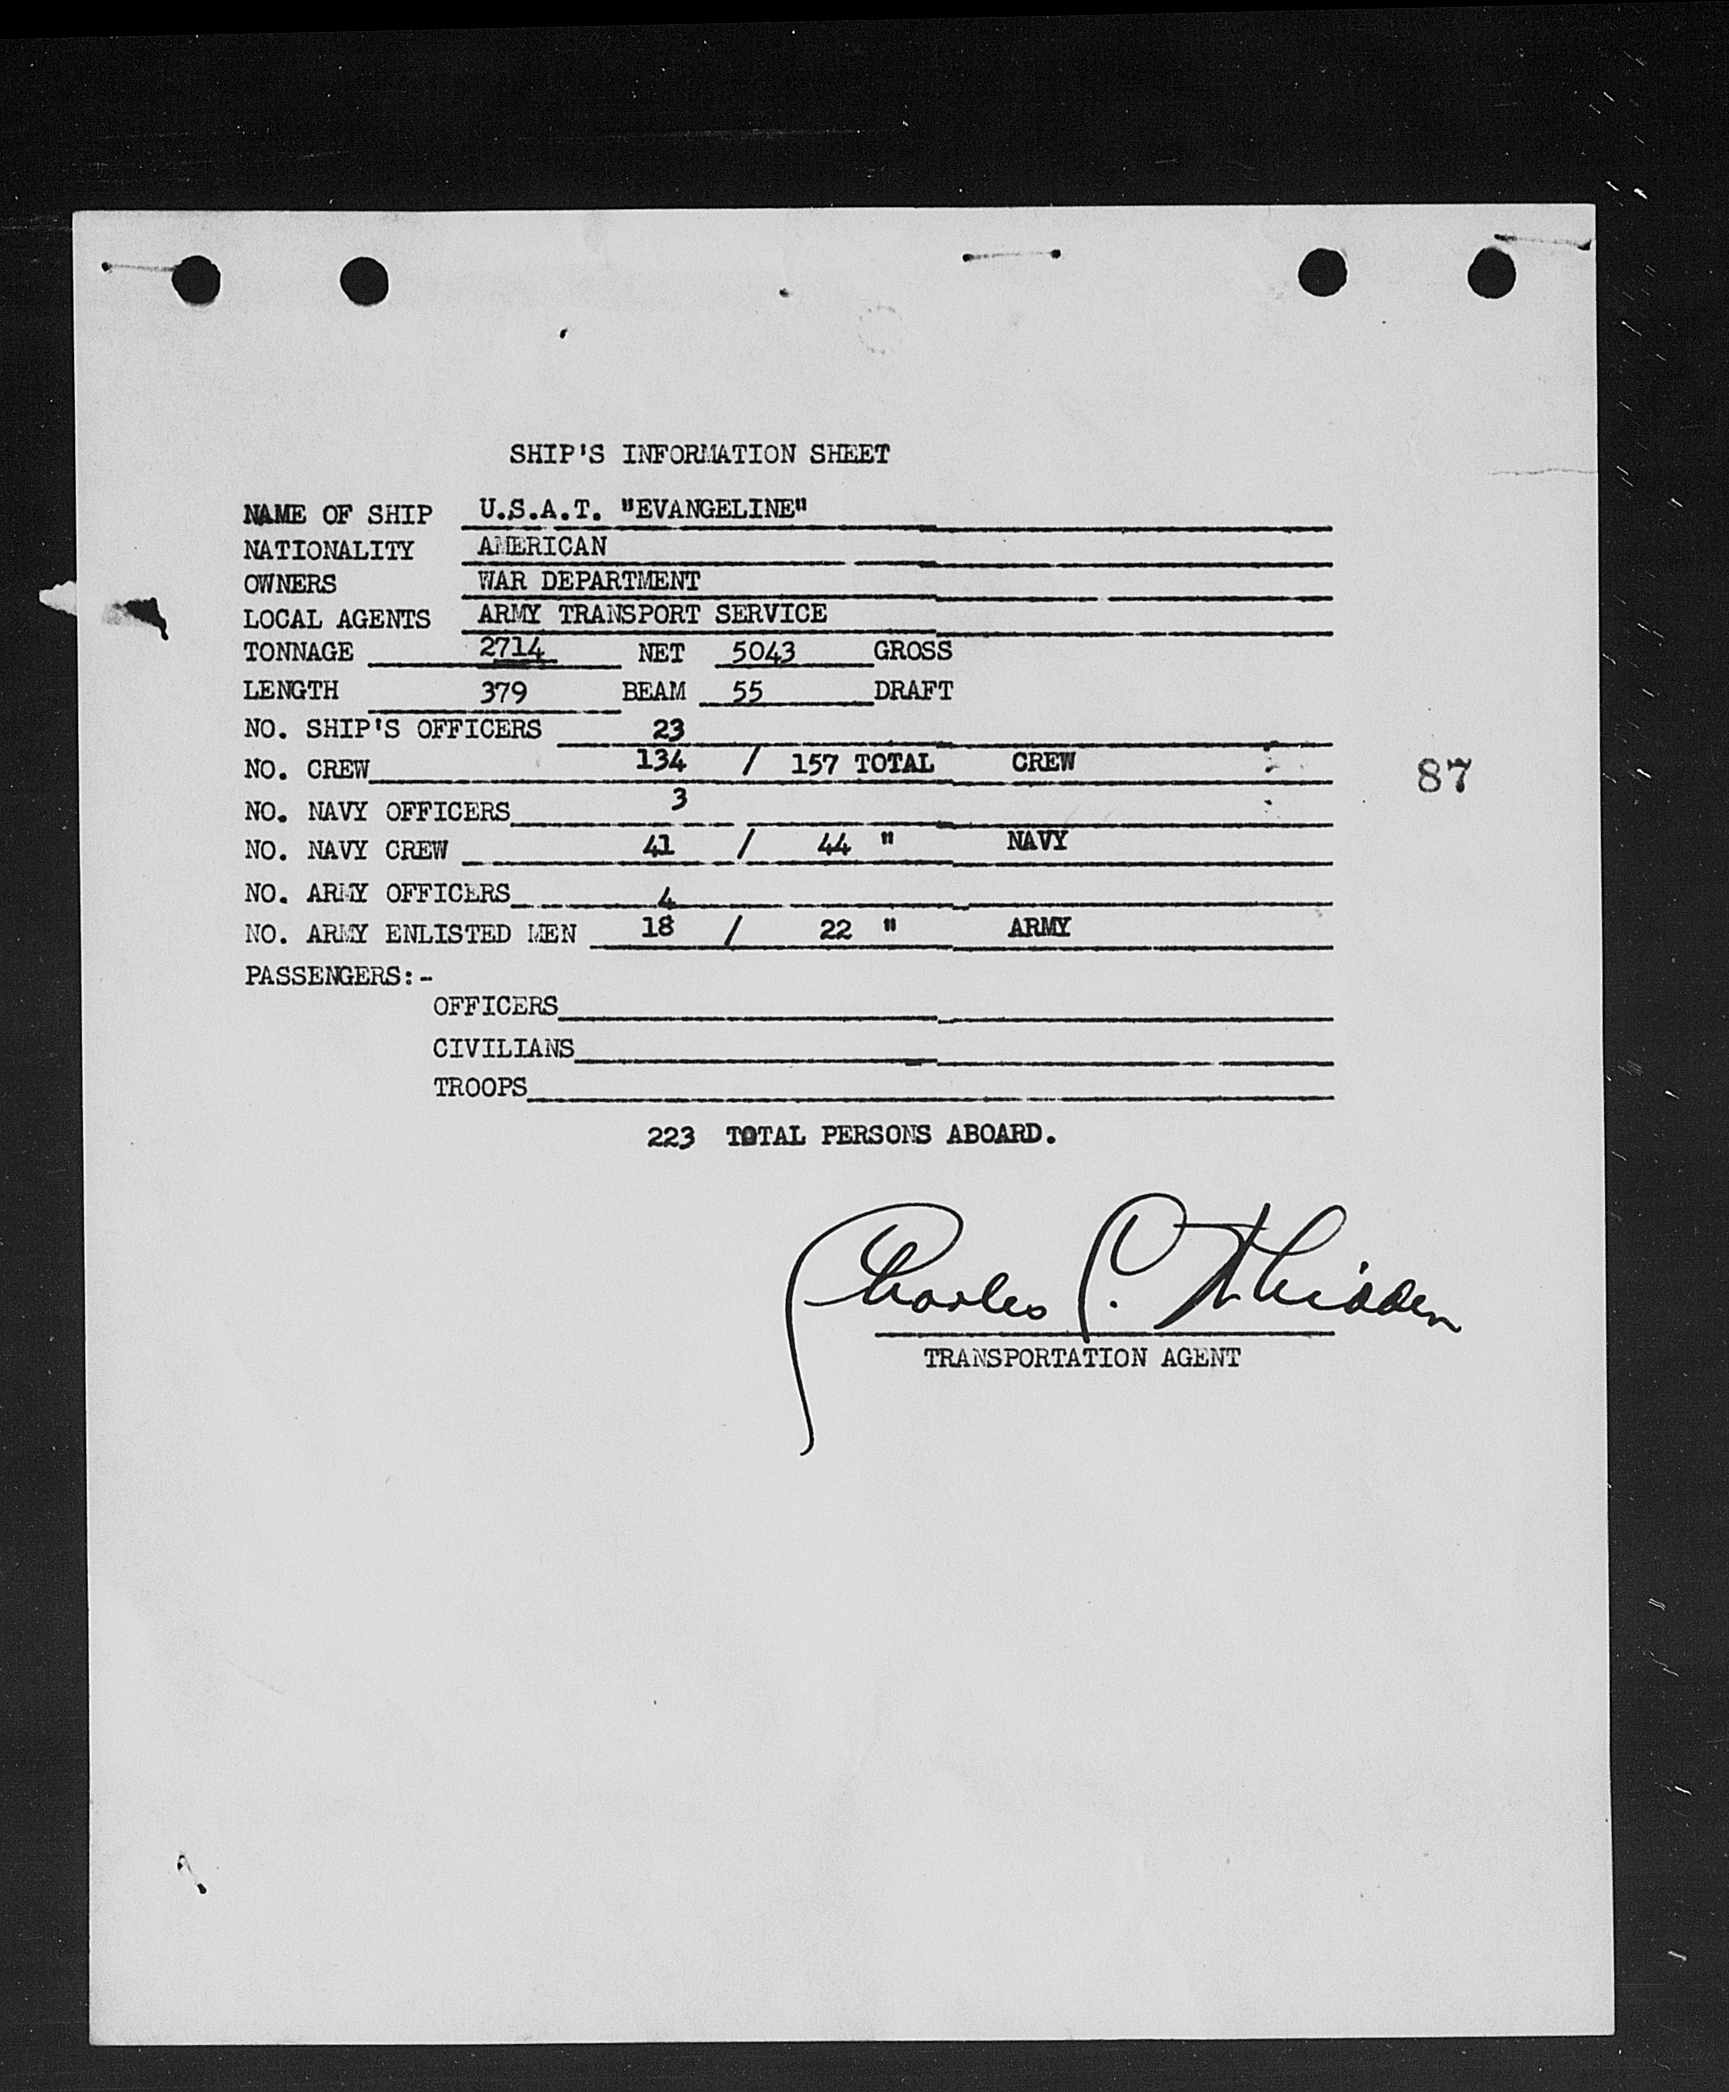 SHIP'S INFORMATION SHEET
NAME OF SHIP U.S.A.T. "EVANGELINE"
NATIONALITY AMERICAN
OWNERS WAR DEPARTMENT
LOCAL AGENTS ARMY TRANSPORT SERVICE
TONNAGE 2714 NET 5043 GROSS
LENGTH 379 BEAM 55 DRAFT
NO. SHIP'S OFFICERS 23
NO. CREW 134 / 157 TOTAL CREW
87
NO. NAVY OFFICERS 3
NO. NAVY CREW 41 / 44 " NAVY
NO. ARMY OFFICERS 4
NO. ARMY ENLISTED MEN 18 / 22 " ARMY
PASSENGERS:-
OFFICERS
CIVILIANS
TROOPS
223 TOTAL PERSONS ABOARD.
Charles C.
TRANSPORTATION AGENT